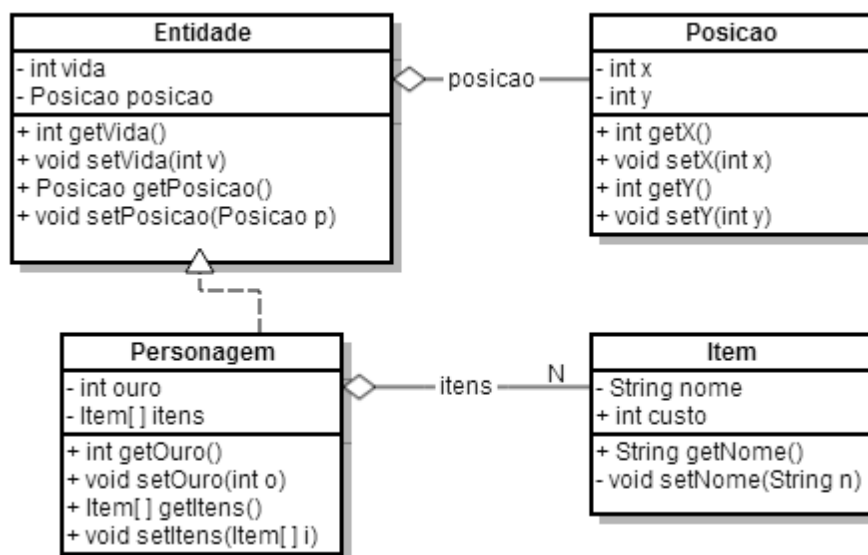 Entidade
- int vida
- Posicao posicao
+ int getVida()
+ void setVida(int v)
+ Posicao getPosicao()
+ void setPosicao(Posicao p)
posicao
Posicao
- int x
- int y
+ int getX()
+ void setX(int x)
+ int getY()
+ void setY(int y)
Personagem
- int ouro
- Item[ ] itens
+ int getOuro()
+ void setOuro(int o)
+ Item[ ] getItens()
+ void setItens(Item[ ] i)
itens
N
Item
- String nome
+ int custo
+ String getNome()
- void setNome(String n)